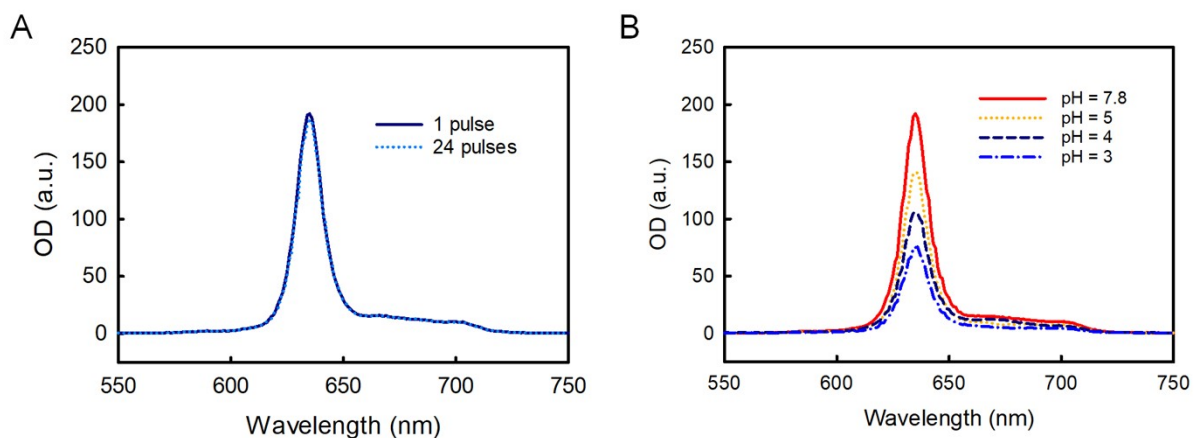 A
250
200
150
100
50
0
OD (a.u.)
1 pulse
24 pulses
550 600 650 700 750
Wavelength (nm)
B
250
200
150
100
50
0
OD (a.u.)
pH = 7.8
pH = 5
pH = 4
pH = 3
550 600 650 700 750
Wavelength (nm)